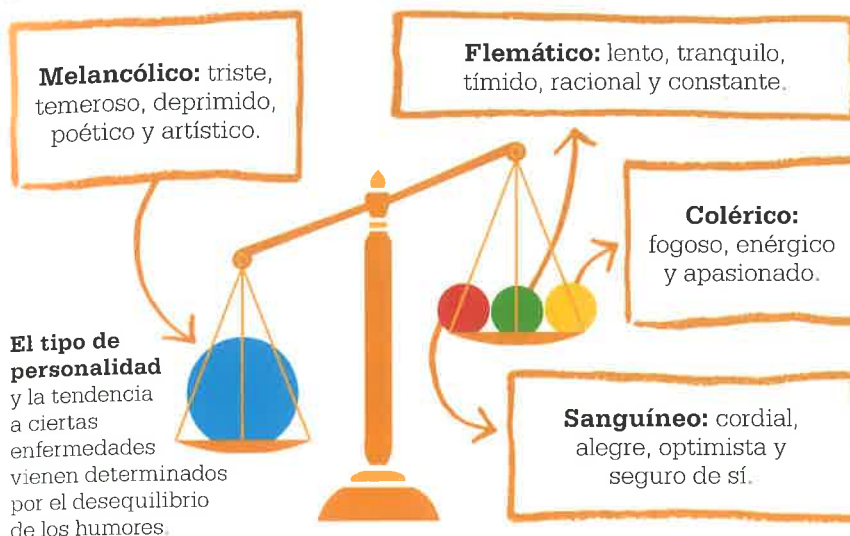 Melancólico: triste,
temeroso, deprimido,
poético y artístico.
Flemático: lento, tranquilo,
tímido, racional y constante.
Colérico:
fogoso, enérgico
y apasionado.
El tipo de
personalidad
y la tendencia
a ciertas
enfermedades
vienen determinados
por el desequilibrio
de los humores.
Sanguíneo: cordial,
alegre, optimista y
seguro de sí.